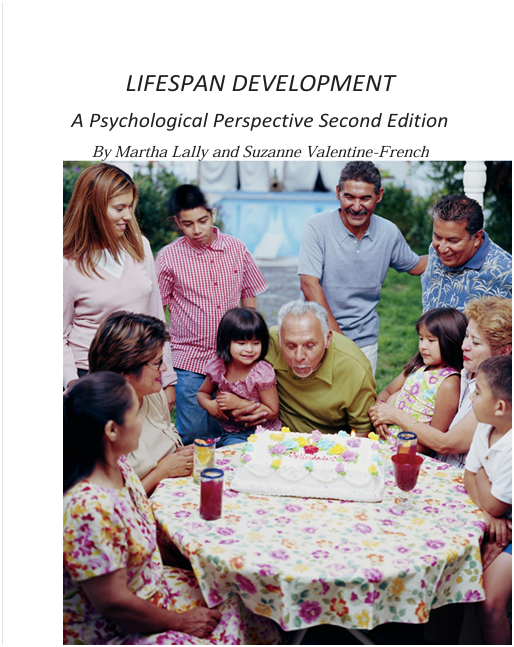 LIFESPAN DEVELOPMENT
A Psychological Perspective Second Edition
By Martha Lally and Suzanne Valentine-French